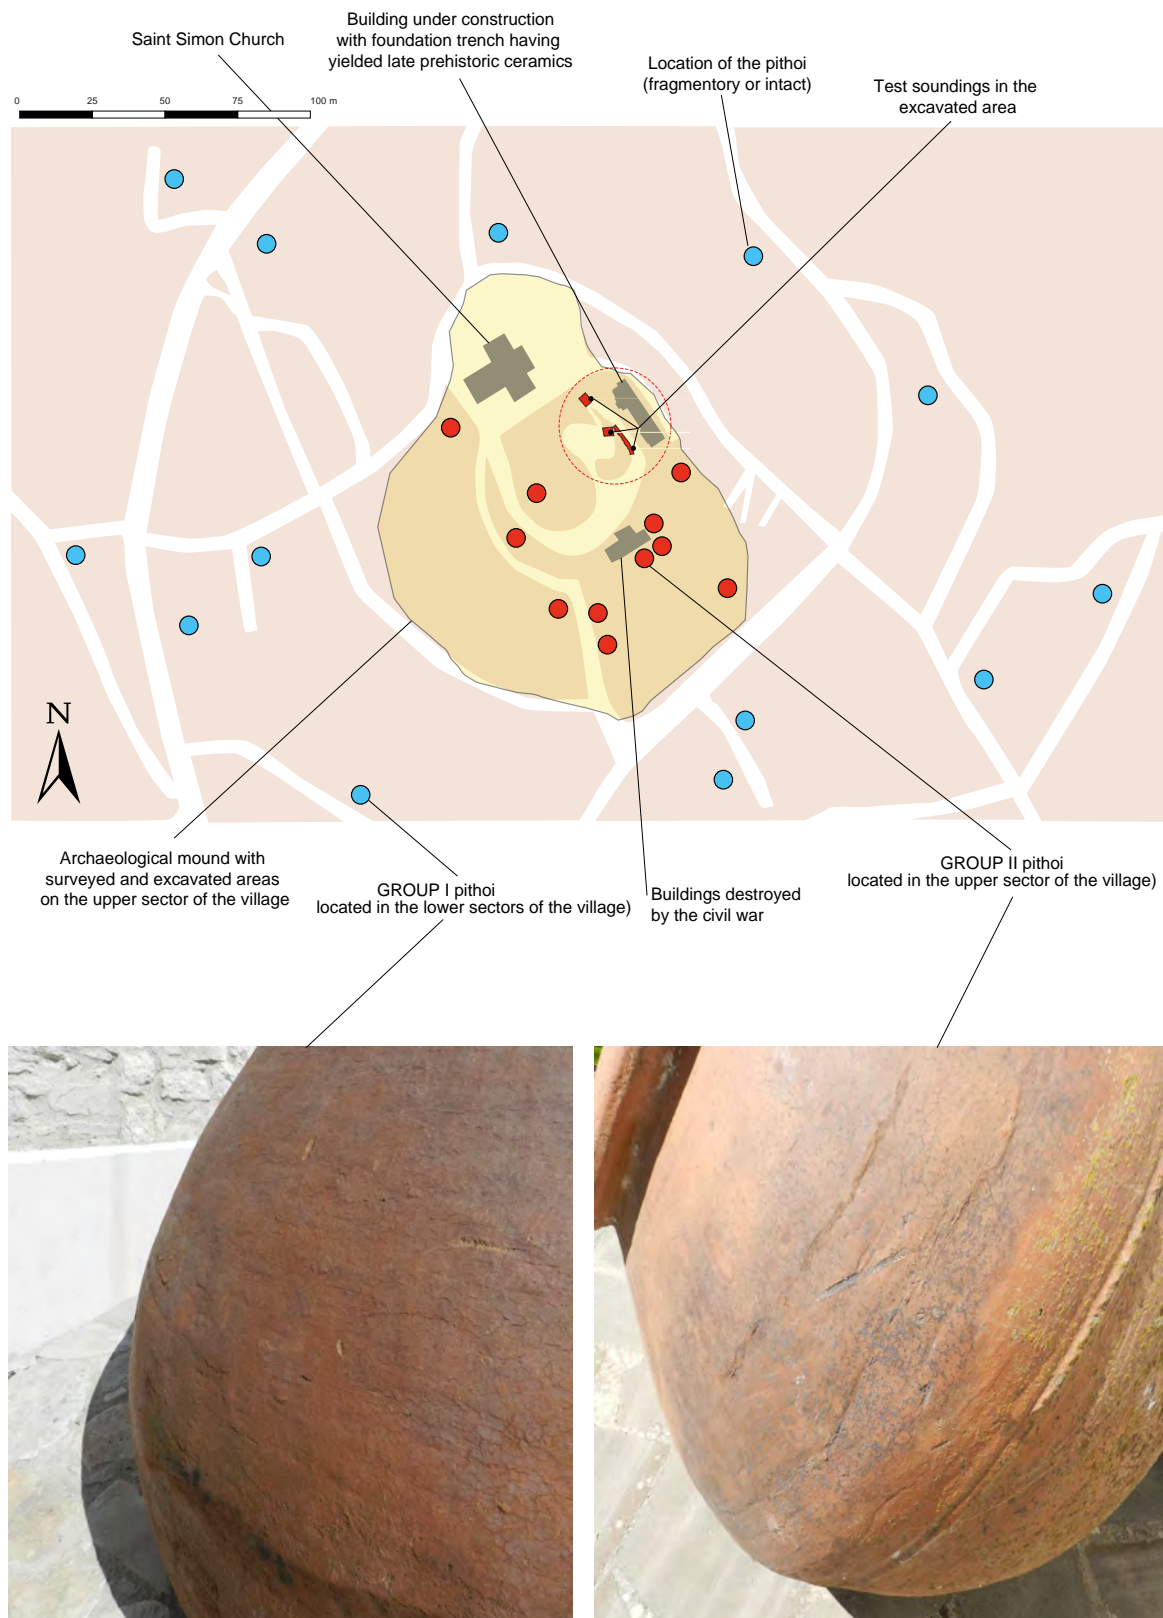 Building under construction
with foundation trench having
yielded late prehistoric ceramics
Saint Simon Church
Location of the pithoi
(fragmentory or intact)
Test soundings in the
excavated area
0 25 50 75 100 m
N
Archaeological mound with
surveyed and excavated areas
on the upper sector of the village
GROUP I pithoi
located in the lower sectors of the village)
Buildings destroyed
by the civil war
GROUP II pithoi
located in the upper sector of the village)